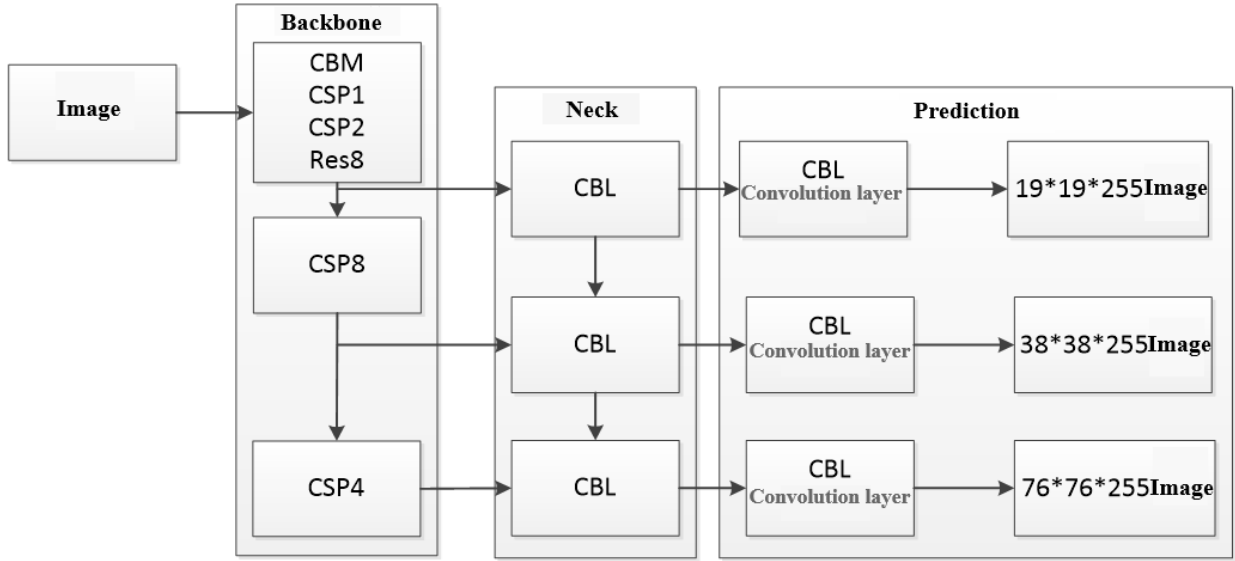 Backbone
Image
CBM
CSP1
CSP2
Res8
CSP8
CSP4
Neck
CBL
CBL
CBL
Prediction
CBL
Convolution layer
19*19*255Image
CBL
Convolution layer
38*38*255Image
CBL
Convolution layer
76*76*255Image